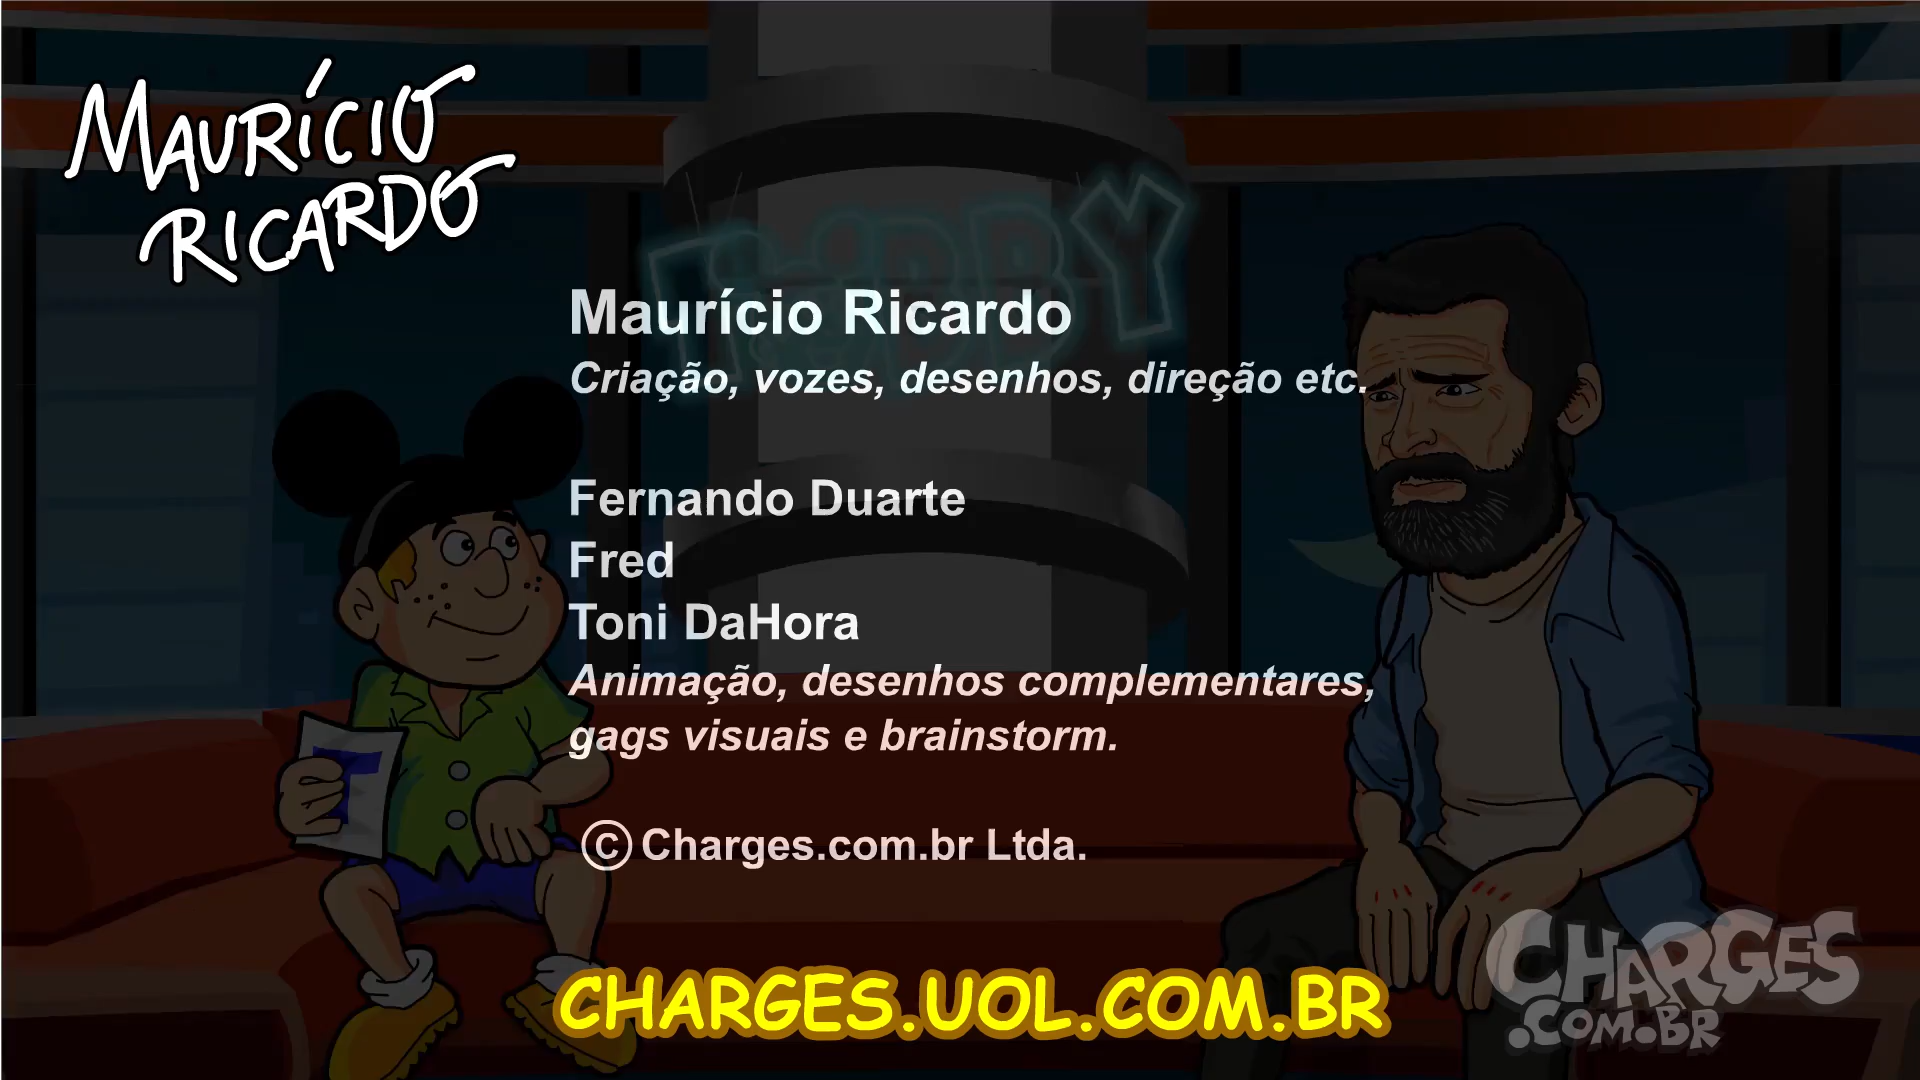 MAURÍCIO
RICARDO
Maurício Ricardo
Criação, vozes, desenhos, direção etc.
Fernando Duarte
Fred
Toni DaHora
Animação, desenhos complementares,
gags visuais e brainstorm.
© Charges.com.br Ltda.
CHARGES.UOL.COM.BR
CHARGES
.COM.BR